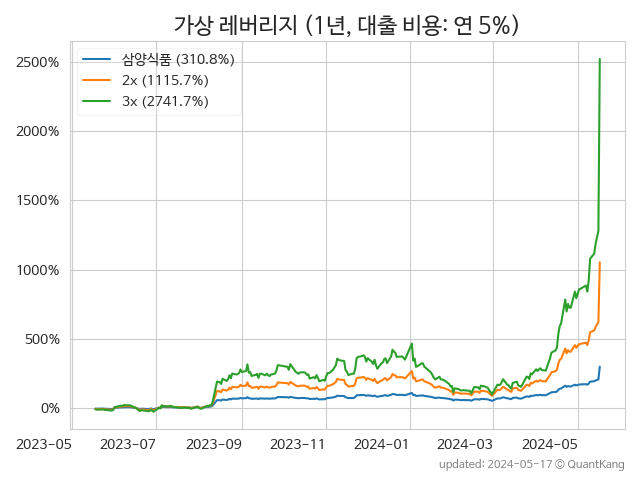 가상 레버리지 (1년, 대출 비용: 연 5%)
삼양식품 (310.8%)
2x (1115.7%)
3x (2741.7%)
2500%
2000%
1500%
1000%
500%
0%
2023-05 2023-07 2023-09 2023-11 2024-01 2024-03 2024-05
updated: 2024-05-17 © QuantKang